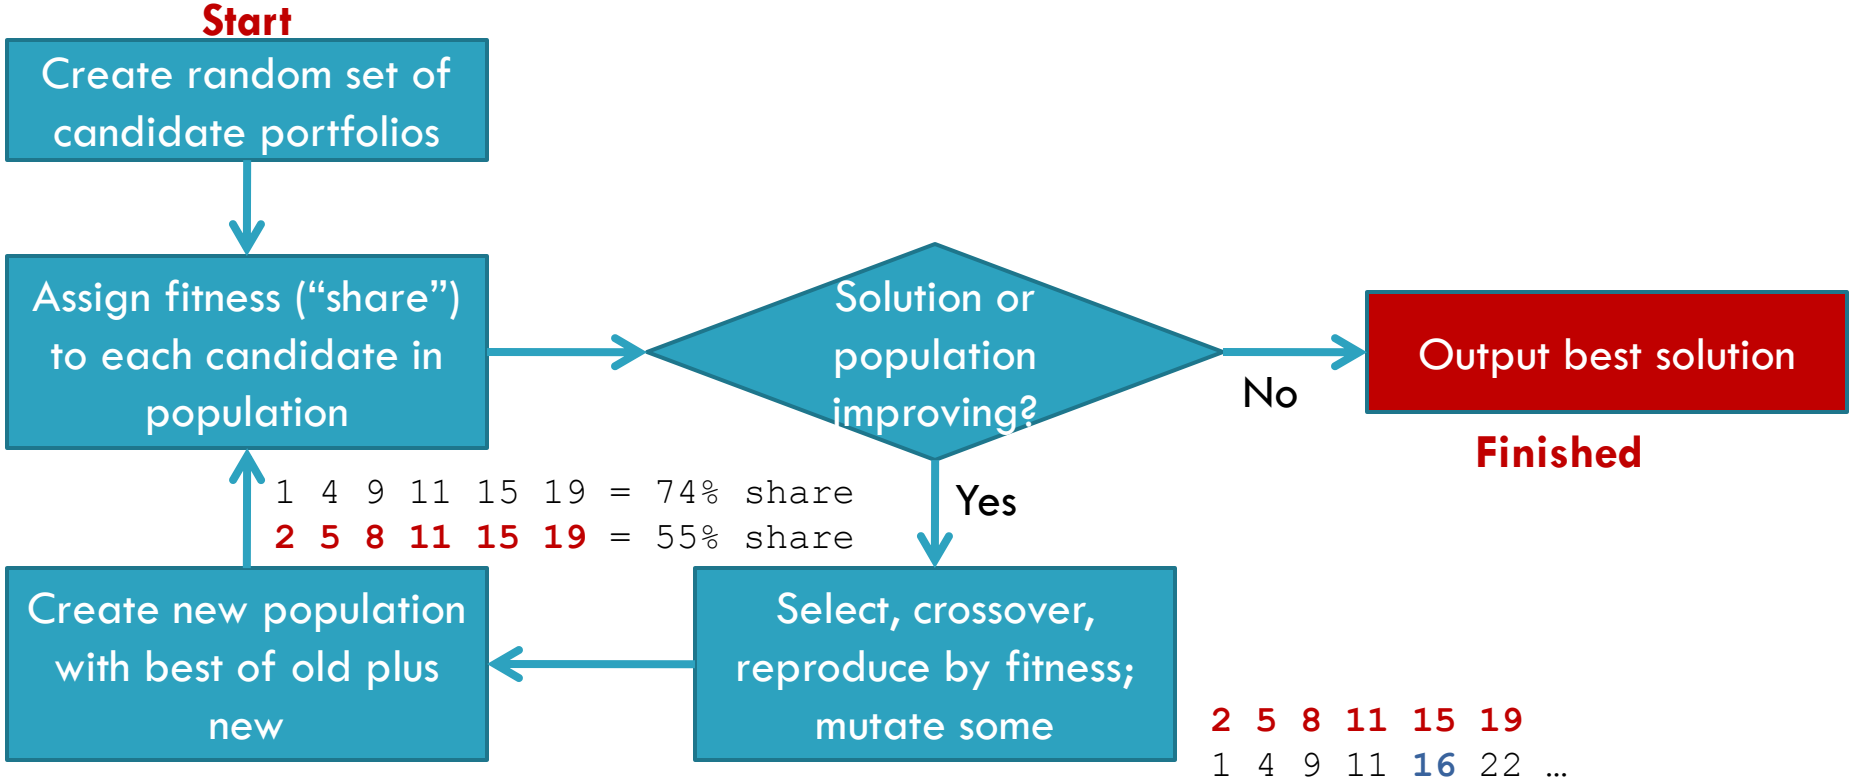 Start
Create random set of
candidate portfolios
Assign fitness (“share”)
to each candidate in
population
Solution or
population
improving?
No
Output best solution
Finished
Yes
1 4 9 11 15 19 = 74% share
2 5 8 11 15 19 = 55% share
Create new population
with best of old plus
new
Select, crossover,
reproduce by fitness;
mutate some
2 5 8 11 15 19
1 4 9 11 16 22 …